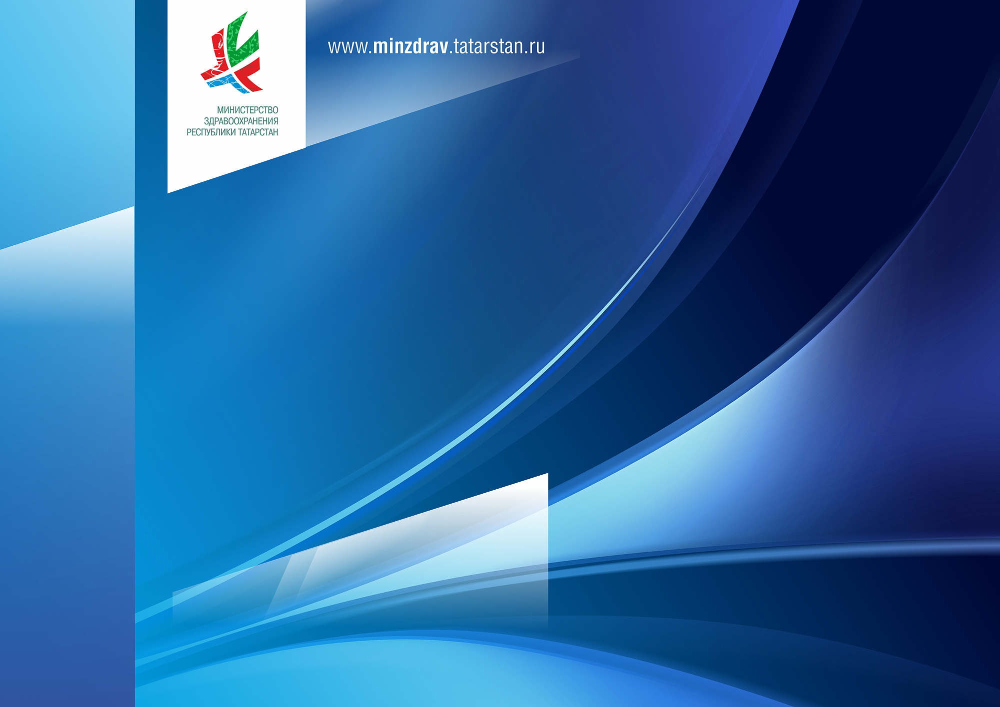 www.minzdrav.tatarstan.ru
МИНИСТЕРСТВО
ЗДРАВООХРАНЕНИЯ
РЕСПУБЛИКИ ТАТАРСТАН